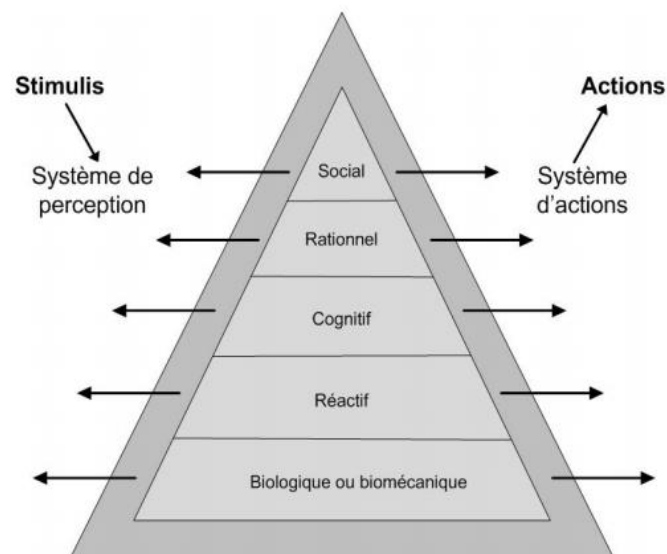 Stimulis
Actions
Système de
perception
Social
Système
d'actions
Rationnel
Cognitif
Réactif
Biologique ou biomécanique